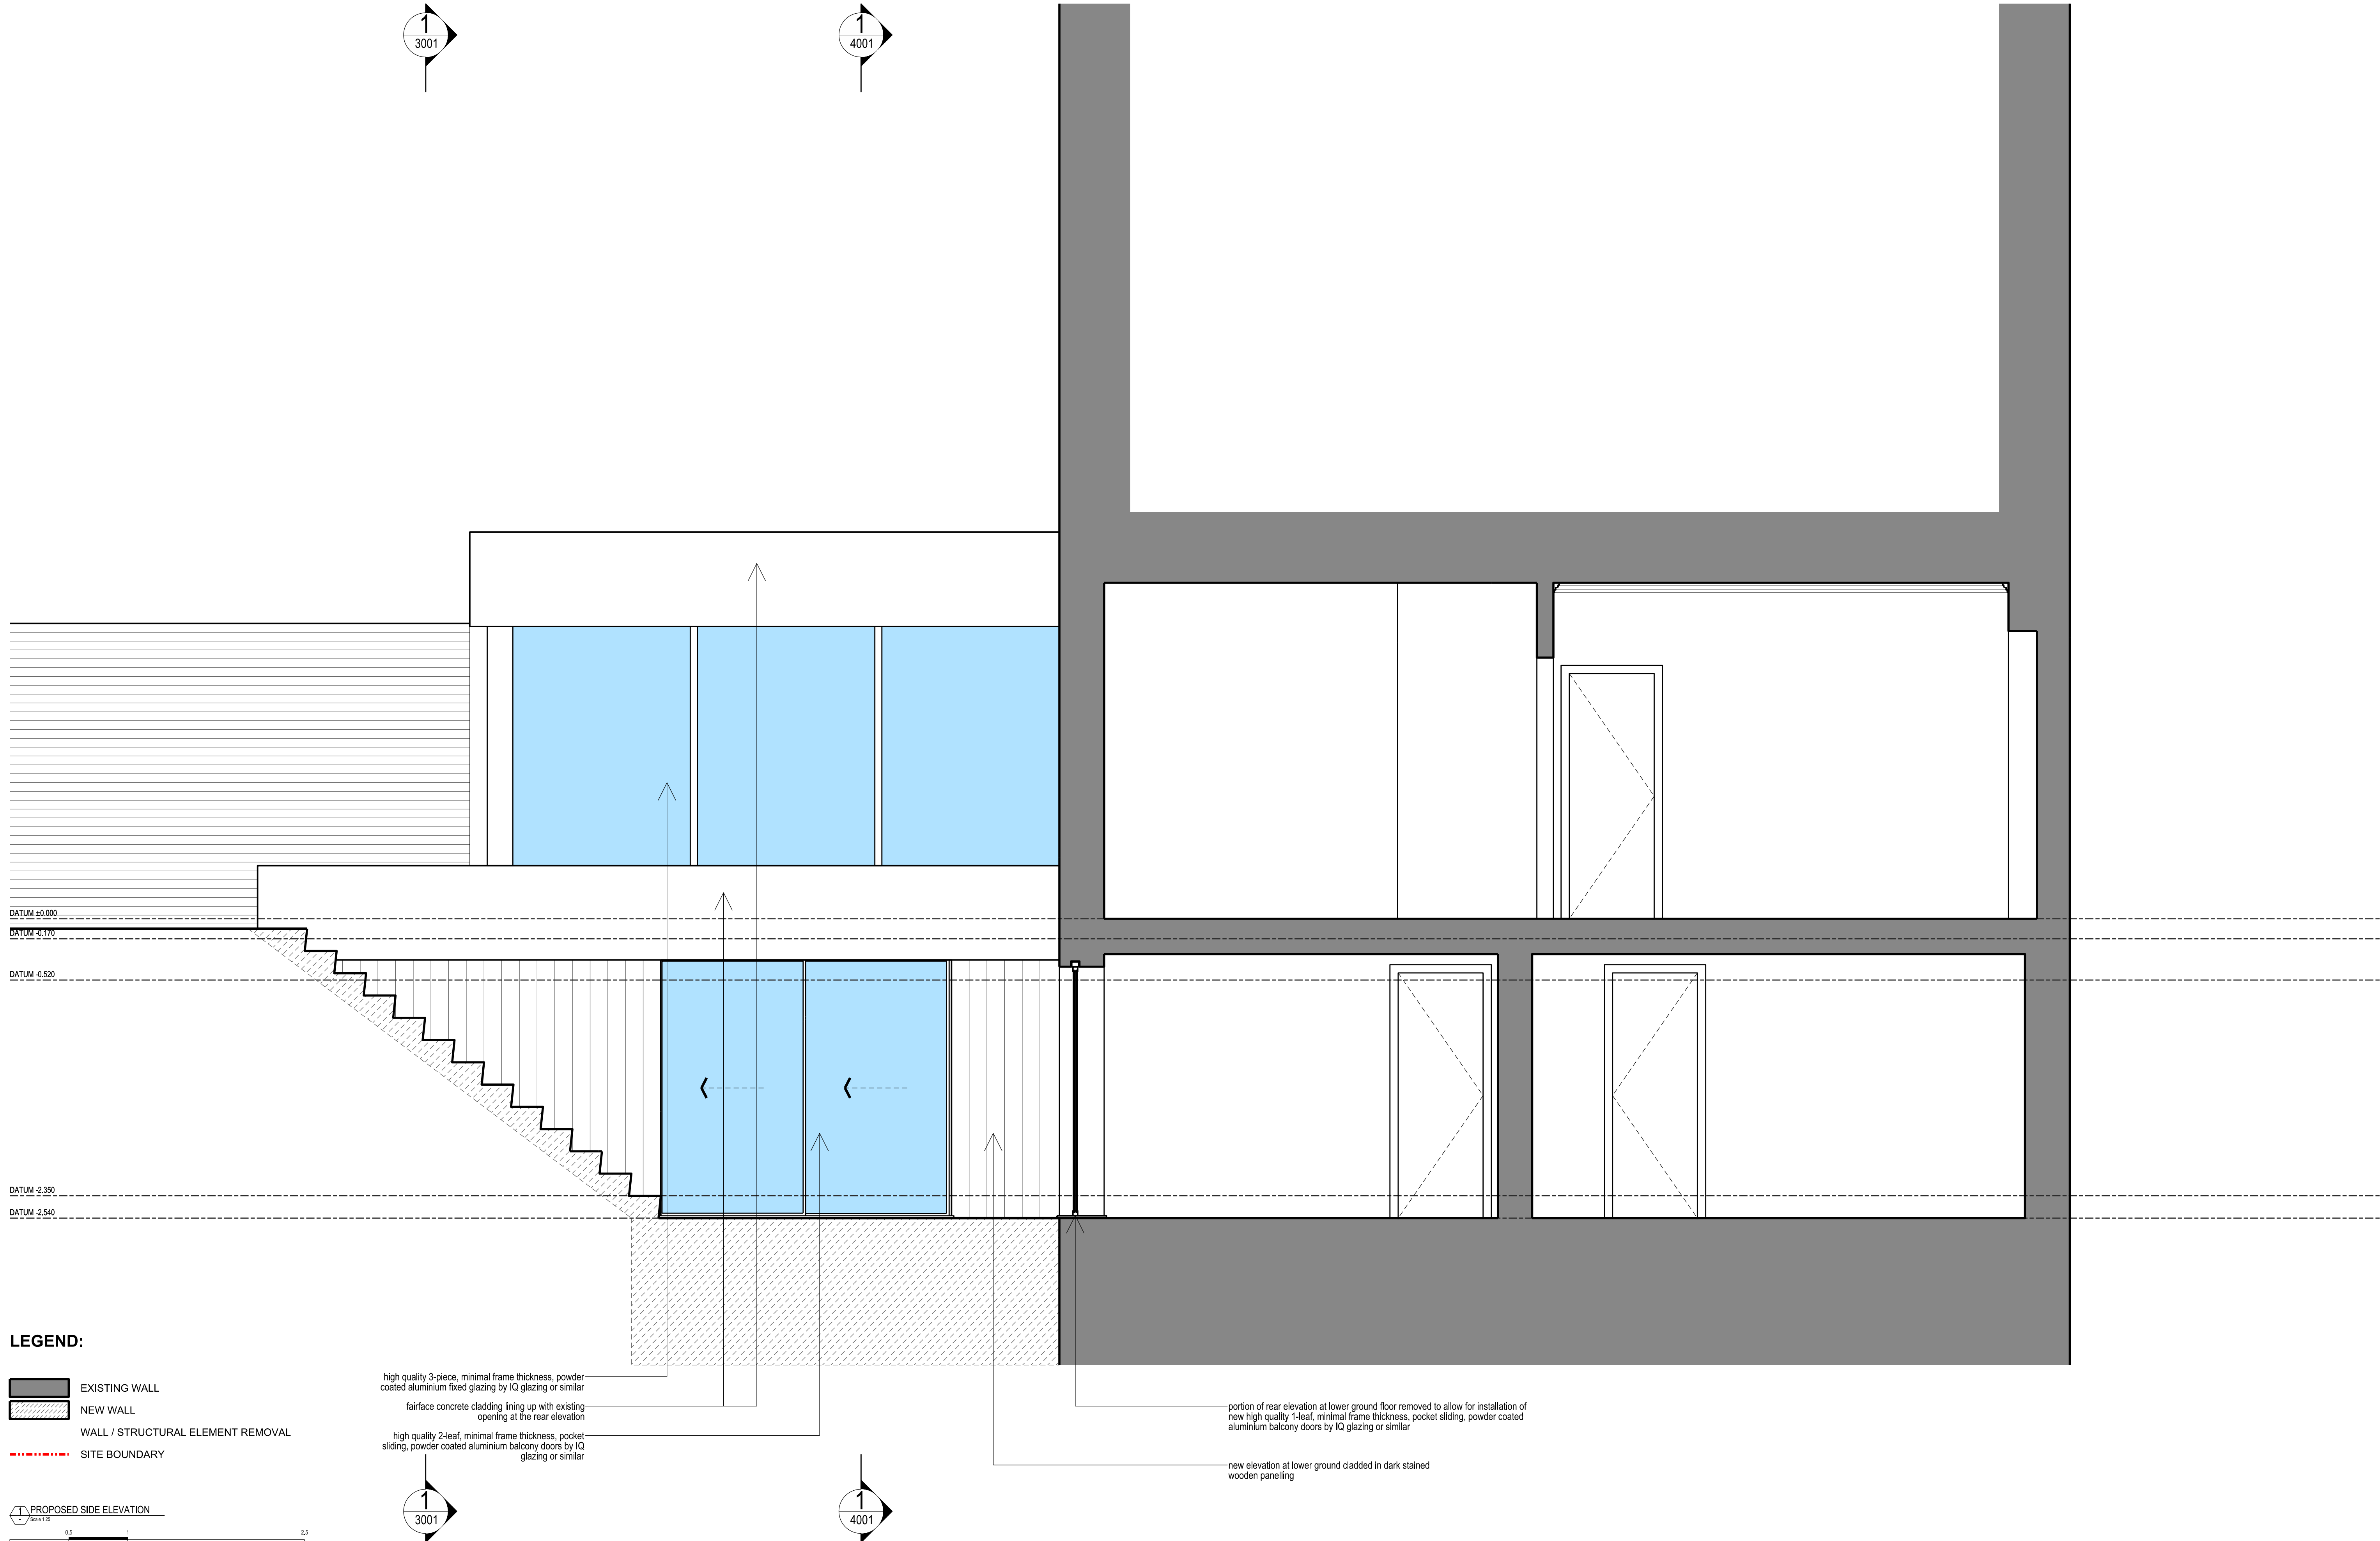 1
3001
1
4001
DATUM ±0.000
DATUM -0.170
DATUM -0.520
DATUM -2.350
DATUM -2.540
LEGEND:
EXISTING WALL
NEW WALL
WALL / STRUCTURAL ELEMENT REMOVAL
SITE BOUNDARY
high quality 3-piece, minimal frame thickness, powder
coated aluminium fixed glazing by IQ glazing or similar
fairface concrete cladding lining up with existing
opening at the rear elevation
high quality 2-leaf, minimal frame thickness, pocket
sliding, powder coated aluminium balcony doors by IQ
glazing or similar
portion of rear elevation at lower ground floor removed to allow for installation of
new high quality 1-leaf, minimal frame thickness, pocket sliding, powder coated
aluminium balcony doors by IQ glazing or similar
new elevation at lower ground cladded in dark stained
wooden panelling
1
-
PROPOSED SIDE ELEVATION
Scale 1:25
0,5 1 2,5
1
3001
1
4001